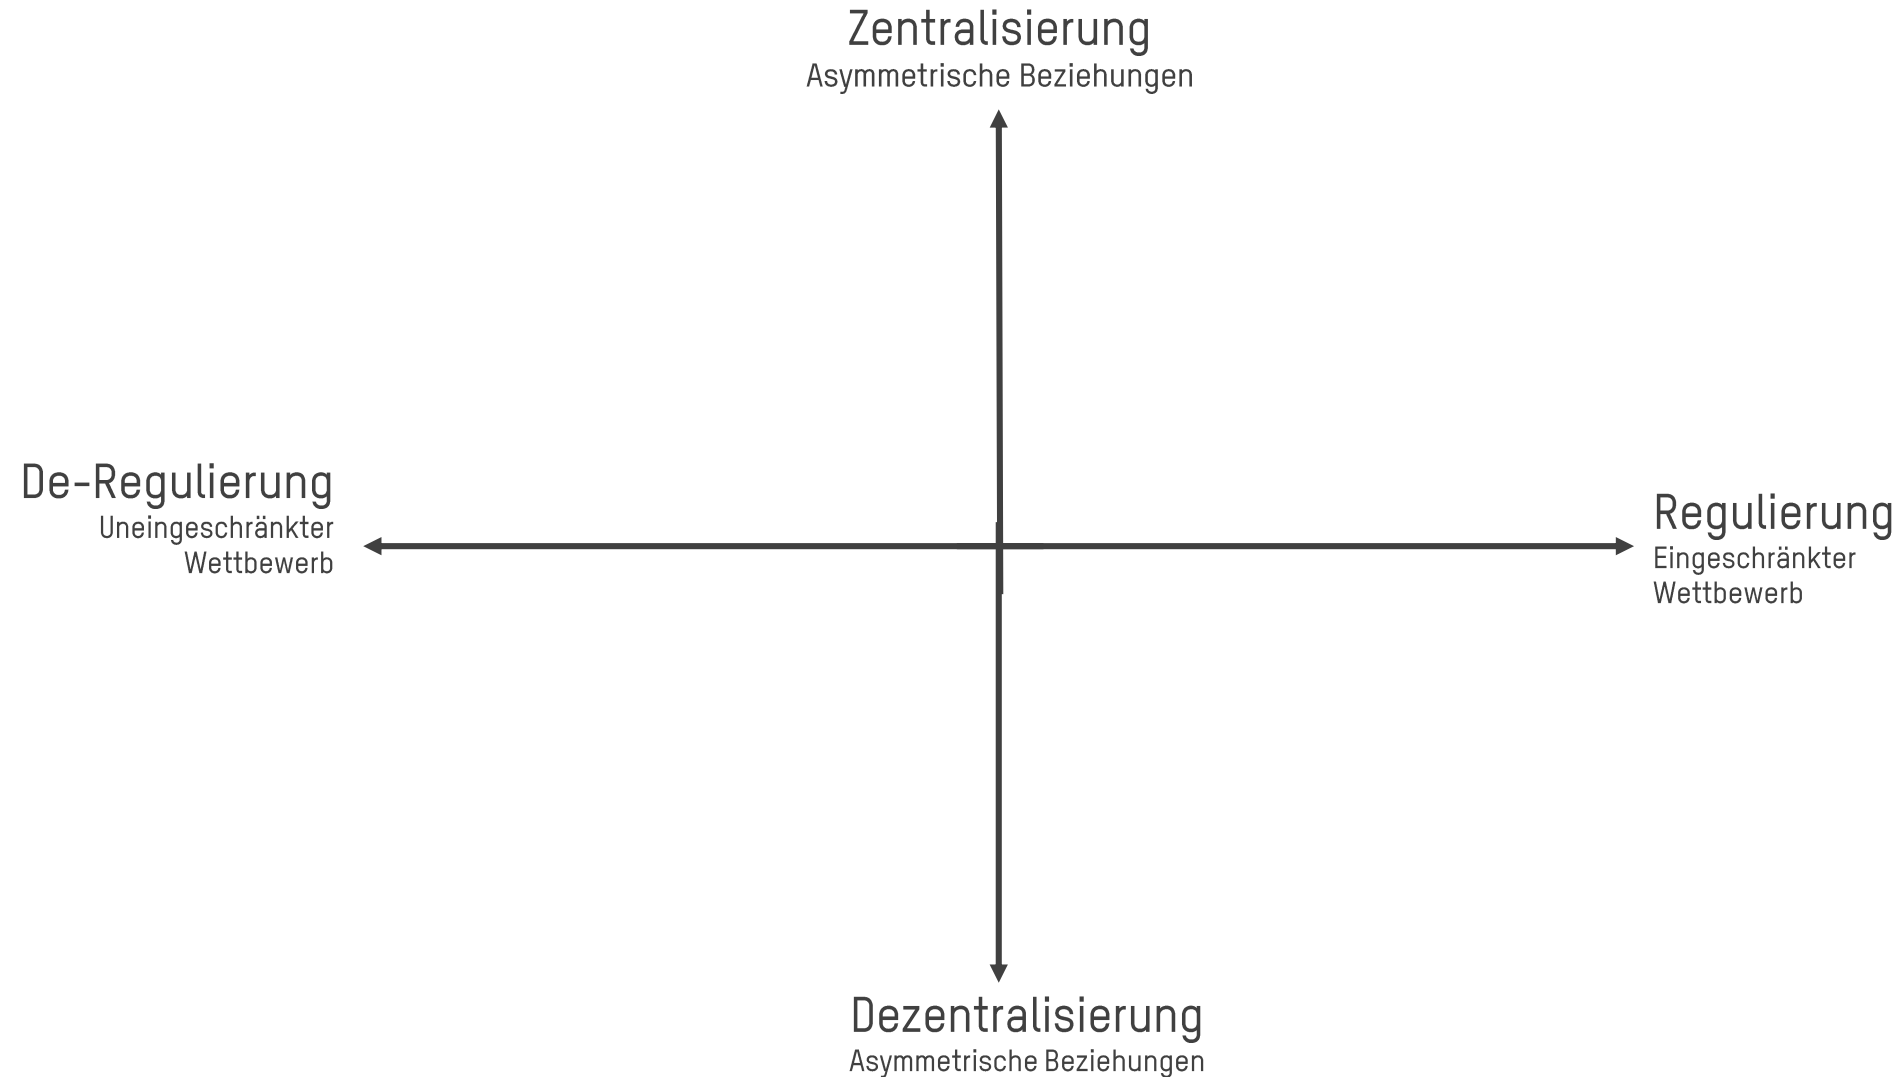 Zentralisierung
Asymmetrische Beziehungen
De-Regulierung
Uneingeschränkter
Wettbewerb
Regulierung
Eingeschränkter
Wettbewerb
Dezentralisierung
Asymmetrische Beziehungen